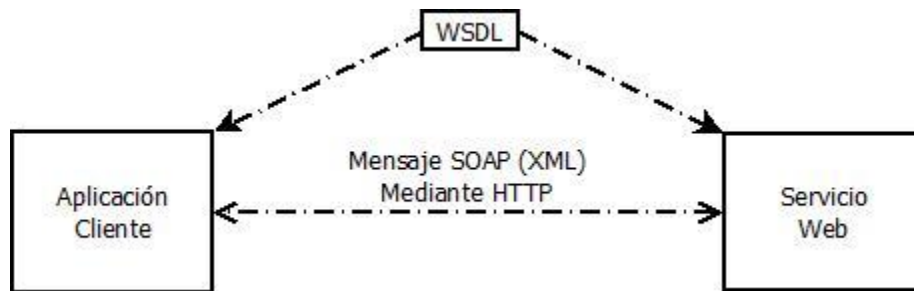 WSDL
Mensaje SOAP (XML)
Mediante HTTP
Aplicación
Cliente
Servicio
Web